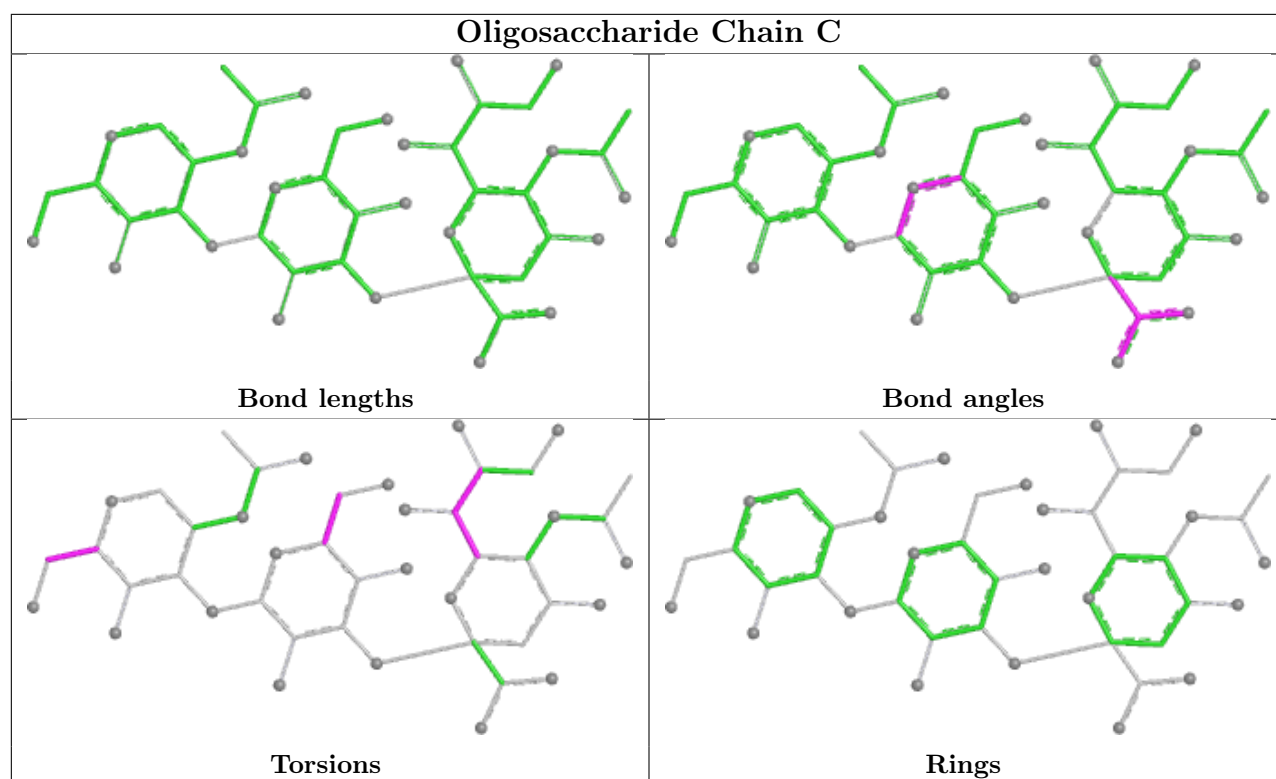 Oligosaccharide Chain C
Bond lengths
Bond angles
Torsions
Rings